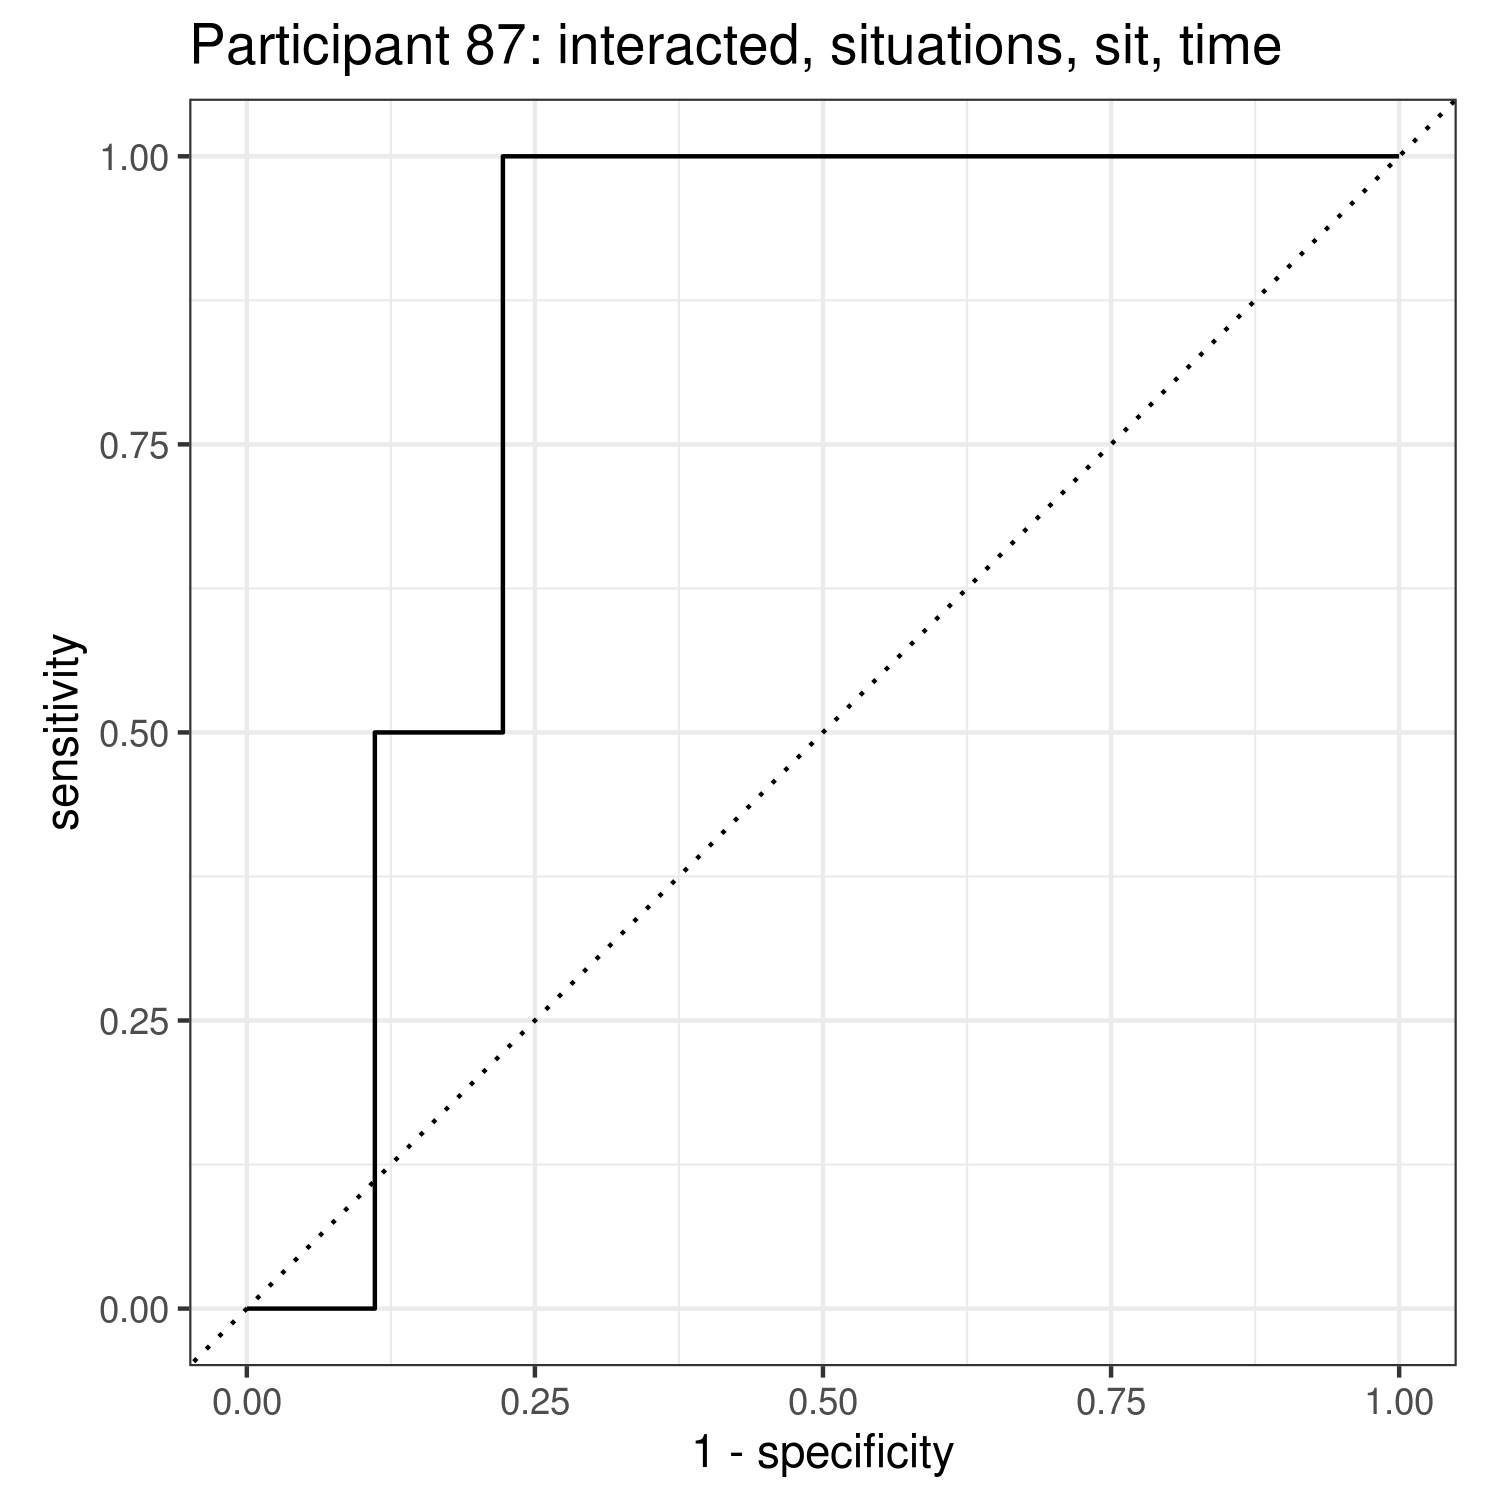 Participant 87: interacted, situations, sit, time
1.00
0.75
0.50
0.25
0.00
sensitivity
0.00 0.25 0.50 0.75 1.00
1 - specificity